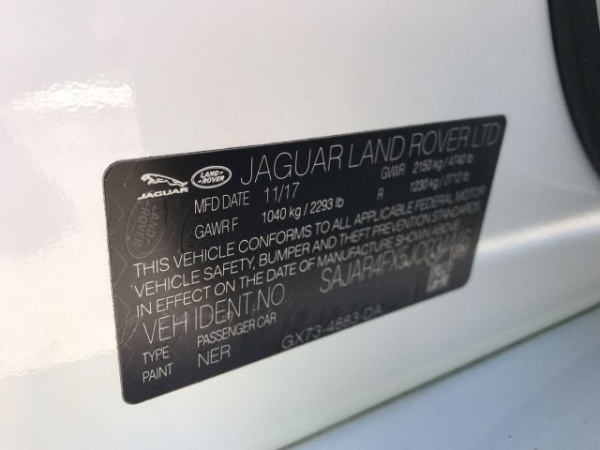 JAGUAR
LAND-
ROVER
JAGUAR LAND ROVER LTD
MFD DATE 11/17 GVWR 2150 kg / 4740 lb
GAWR F 1040 kg / 2293 lb R 1230 kg / 2712 lb
THIS VEHICLE CONFORMS TO ALL APPLICABLE FEDERAL MOTOR
VEHICLE SAFETY, BUMPER AND THEFT PREVENTION STANDARDS
IN EFFECT ON THE DATE OF MANUFACTURE
VEH IDENT.NO.
TYPE PASSENGER CAR
PAINT NER GX73-4883-DA